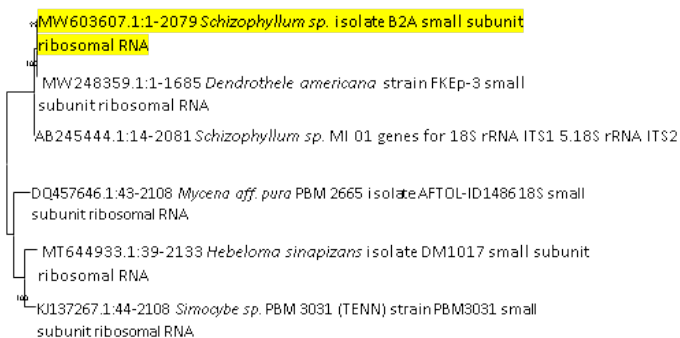 MW603607.1:1-2079 Schizophyllum sp. isolate B2A small subunit
ribosomal RNA
MW248359.1:1-1685 Dendrothele americana strain FKEp-3 small
subunit ribosomal RNA
AB245444.1:14-2081 Schizophyllum sp. MI 01 genes for 18S rRNA ITS1 5.18S rRNA ITS2
DQ457646.1:43-2108 Mycena aff. pura PBM 2665 isolate AFTOL-ID148618S small
subunit ribosomal RNA
MT644933.1:39-2133 Hebeloma sinapizans isolate DM1017 small subunit
ribosomal RNA
KJ137267.1:44-2108 Simocybe sp. PBM 3031 (TENN) strain PBM3031 small
subunit ribosomal RNA